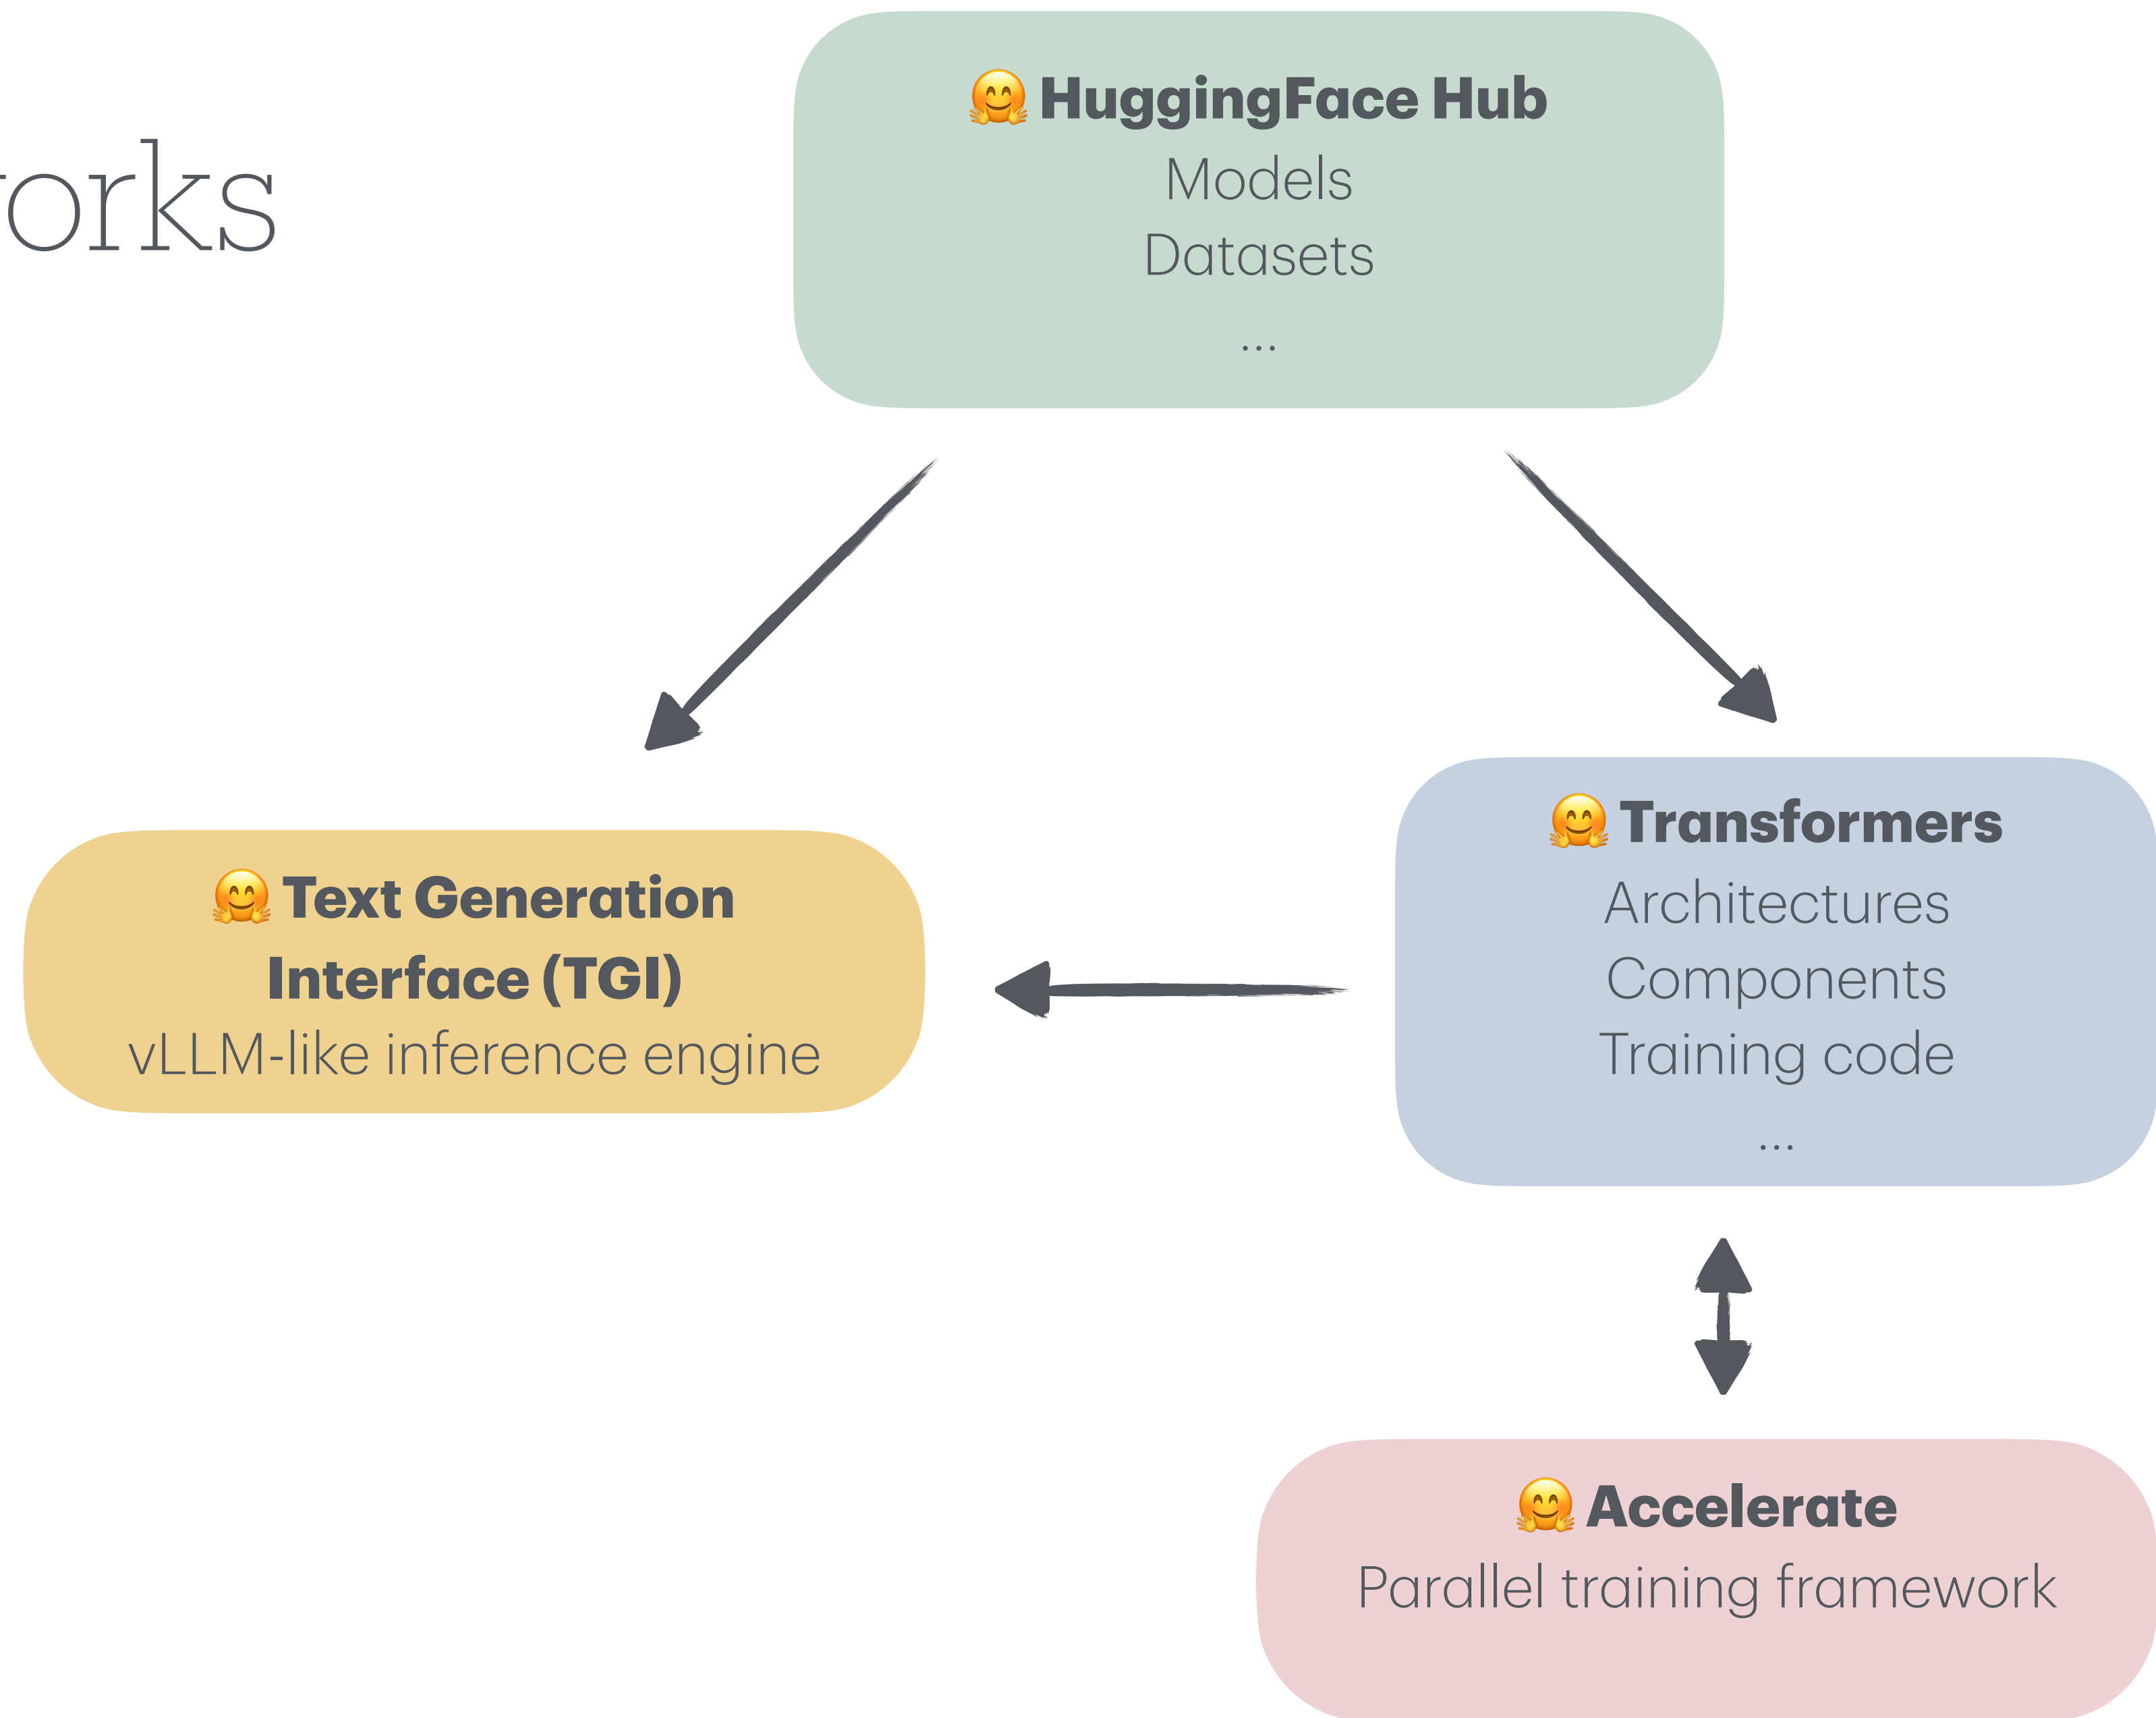 orks
🤗 HuggingFace Hub
Models
Datasets
...
🤗 Text Generation
Interface (TGI)
vLLM-like inference engine
🤗 Transformers
Architectures
Components
Training code
...
🤗 Accelerate
Parallel training framework